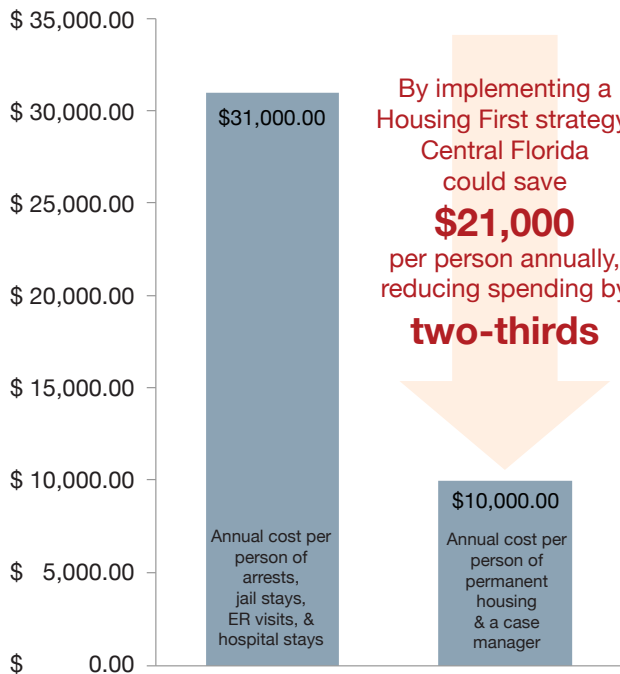 $ 35,000.00
$ 30,000.00
$ 25,000.00
$ 20,000.00
$ 15,000.00
$ 10,000.00
$ 5,000.00
$ 0.00
$31,000.00
Annual cost per
person of
arrests,
jail stays,
ER visits, &
hospital stays
By implementing a
Housing First strategy
Central Florida
could save
$21,000
per person annually,
reducing spending by
two-thirds
$10,000.00
Annual cost per
person of
permanent
housing
& a case
manager